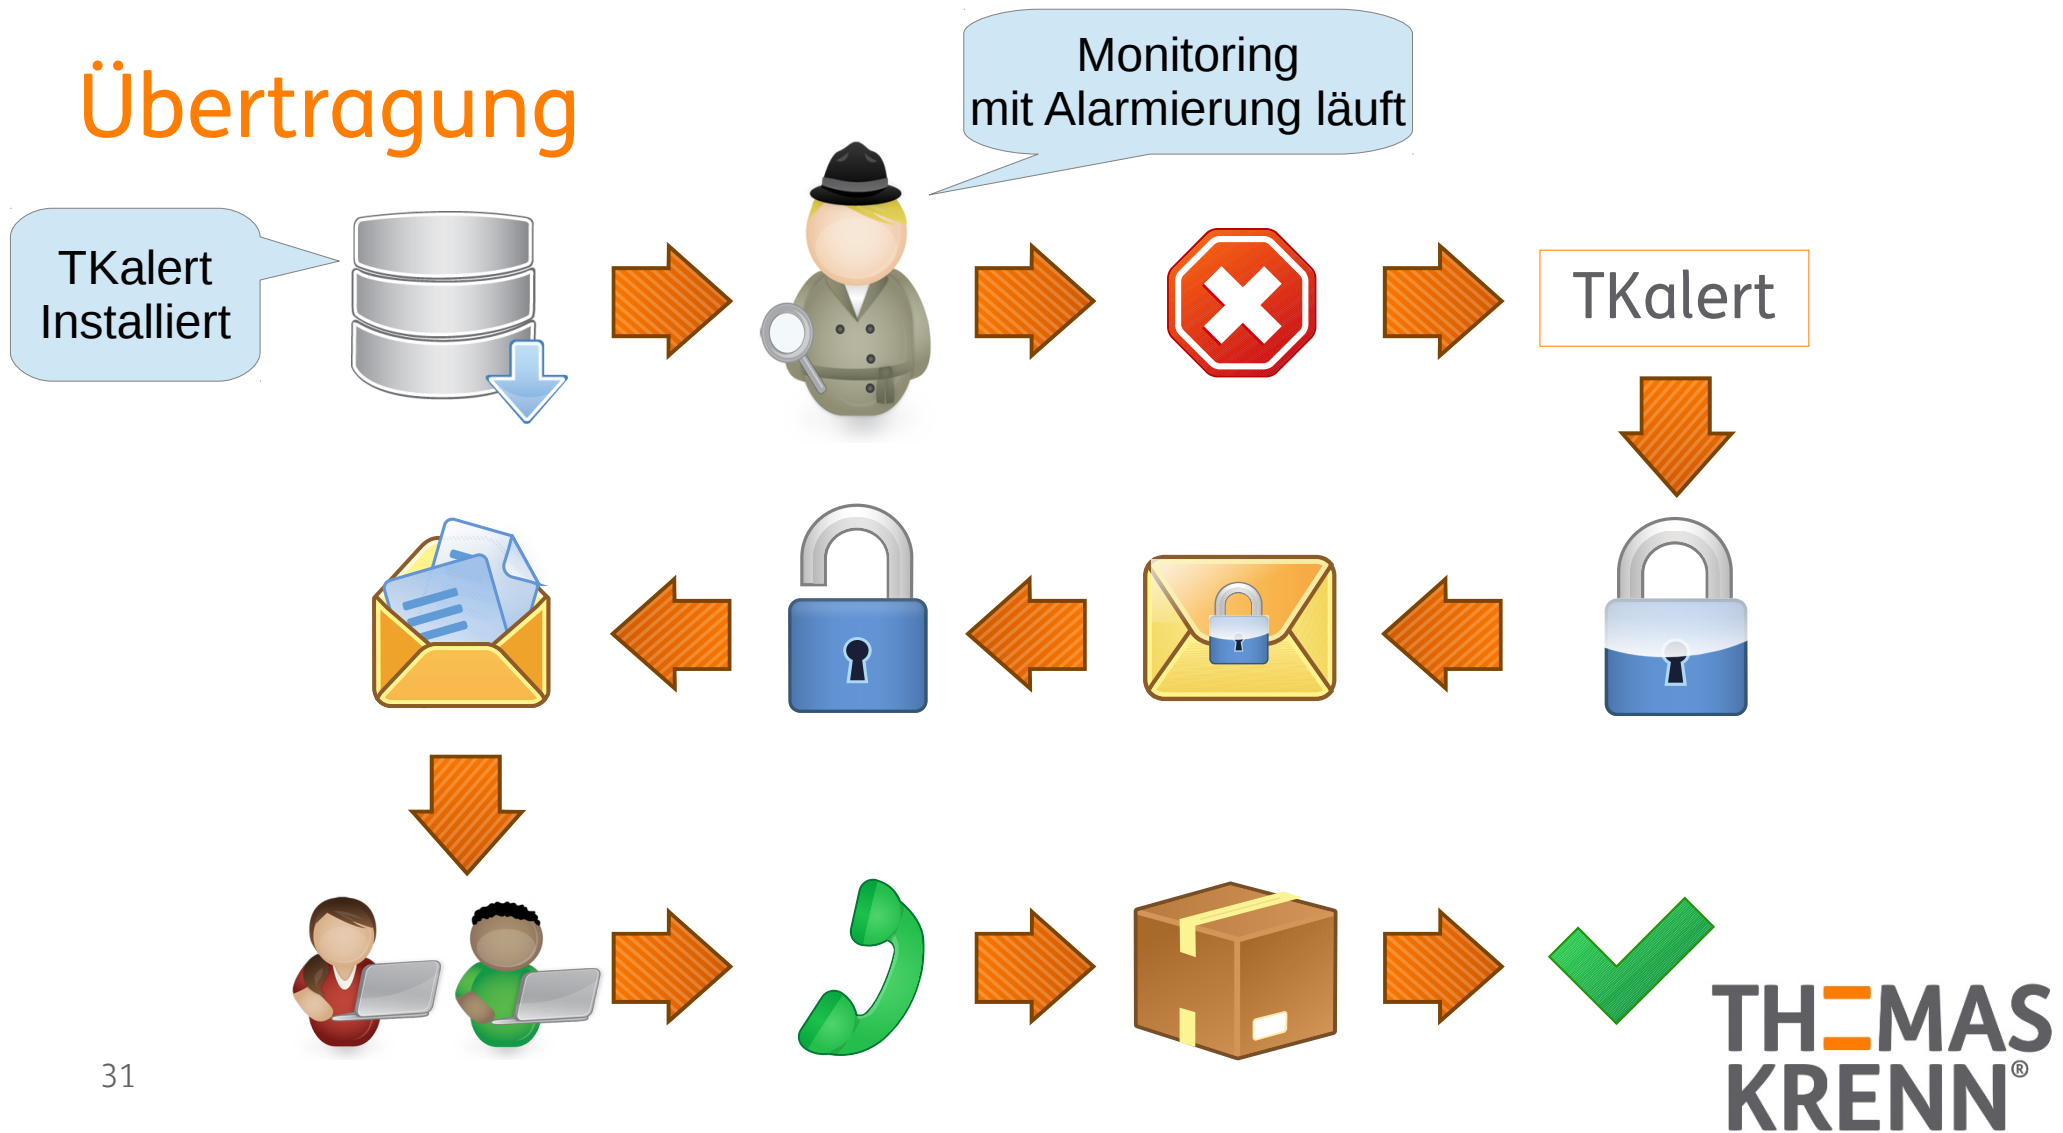 Übertragung
Monitoring
mit Alarmierung läuft
TKalert
Installiert
TKalert
31
THOMAS
KRENN®